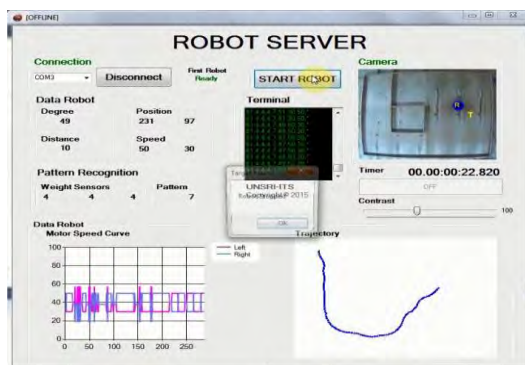 [OFFLINE]
ROBOT SERVER
Connection
COM3
Disconnect
First Robot
Ready
START ROBOT
Camera
Data Robot
Degree
Position
49
231
97
Distance
Speed
10
50
30
Pattern Recognition
Weight Sensors
Pattern
4
4
4
7
Terminal
UNSRI-ITS
Copyright® 2015
OK
R
T
Timer
00.00:00:22.820
OFF
Contrast
100
Data Robot
Motor Speed Curve
Left
Right
100
80
60
40
20
0
0
50
100
150
200
250
Trajectory